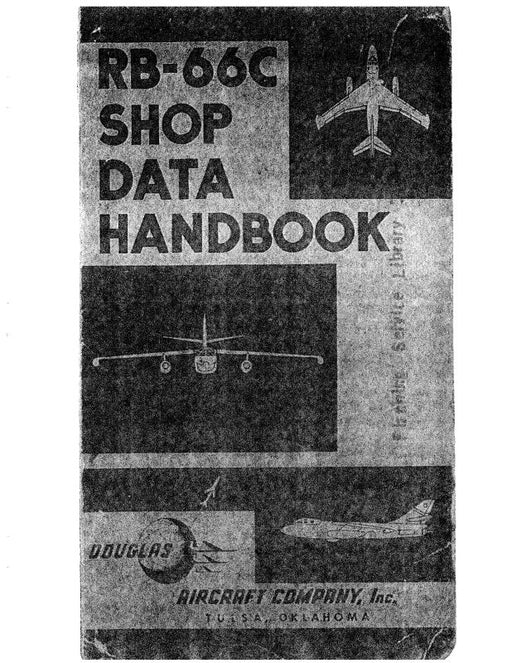 RB-66C
SHOP
DATA
HANDBOOK
Service Library
DOUGLAS
AIRCRAFT COMPANY, Inc.
TULSA, OKLAHOMA